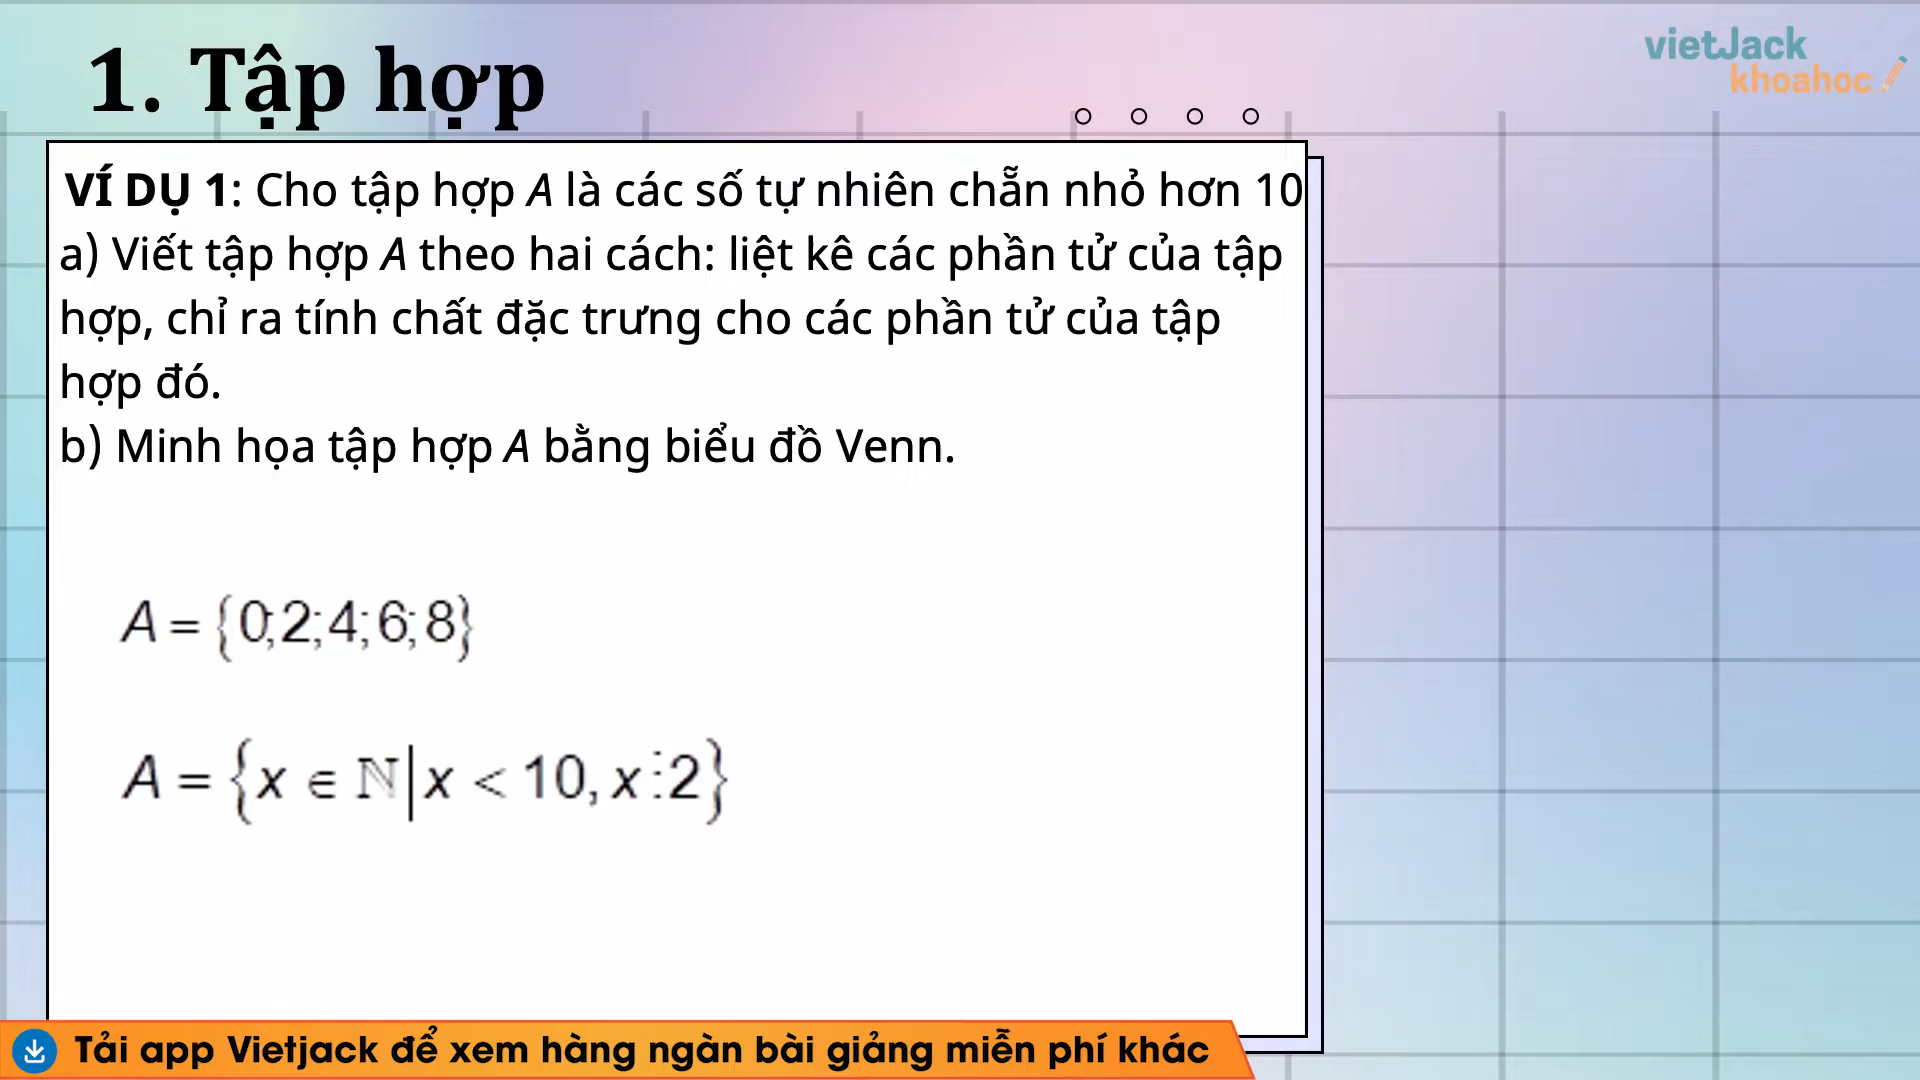 1. Tập hợp
vietJack
khoahoc
VÍ DỤ 1: Cho tập hợp A là các số tự nhiên chẵn nhỏ hơn 10
a) Viết tập hợp A theo hai cách: liệt kê các phần tử của tập
hợp, chỉ ra tính chất đặc trưng cho các phần tử của tập
hợp đó.
b) Minh họa tập hợp A bằng biểu đồ Venn.
A = {0;2;4;6;8}
A = {x ∈ ℕ|x < 10, x⋮2}
Tải app Vietjack để xem hàng ngàn bài giảng miễn phí khác